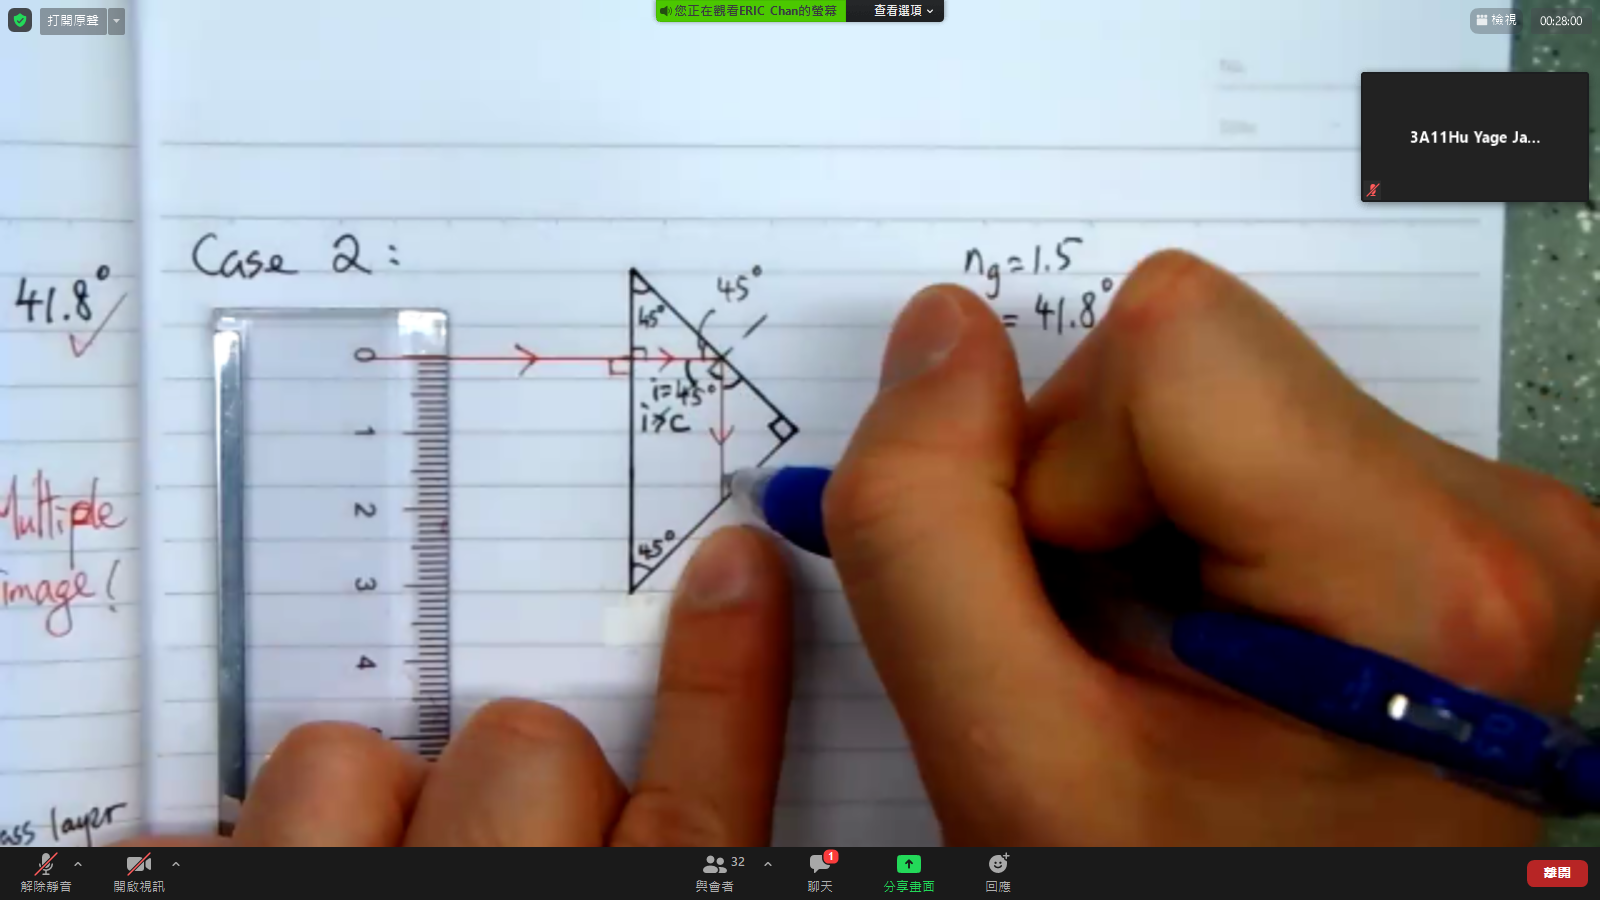 打開原聲
您正在觀看ERIC Chan的螢幕
查看選項
檢視
00:28:00
3A11Hu Yage Ja...
41.8°
Multiple
image!
ass layer
Case 2:
45°
45°
i=45°
i>c
45°
ng=1.5
= 41.8°
0
1
2
3
4
解除靜音
開啟視訊
32
與會者
1
聊天
分享畫面
回應
離開